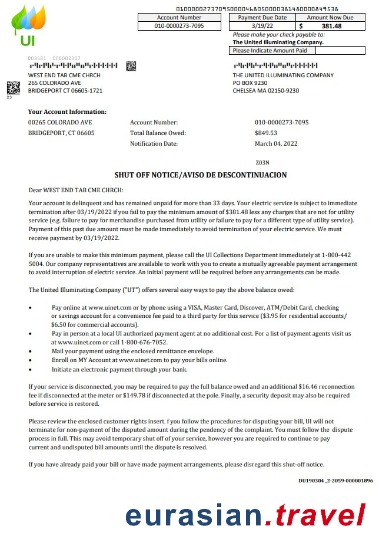 0100002737095000004680500003614A00008495​3A
Account Number
Payment Due Date
Amount Now Due
010-0000273-7095
3/19/22
$ 381.48
Please make your check payable to:
The United Illuminating Company.
Please Indicate Amount Paid
UI
WEST END TAB CME CHRCH
265 COLORADO AVE
BRIDGEPORT CT 06605-1721
THE UNITED ILLUMINATING COMPANY
PO BOX 9230
CHELSEA MA 02150-9230
Your Account Information:
00265 COLORADO AVE
BRIDGEPORT, CT 06605
Account Number: 010-0000273-7095
Total Balance Owed: $849.53
Notification Date: March 04, 2022
203N
SHUT OFF NOTICE/AVISO DE DESCONTINUACION
Dear WEST END TAB CME CHRCH:
Your account is delinquent and has remained unpaid for more than 33 days. Your electric service is subject to immediate
termination after 03/19/2022 if you fail to pay the minimum amount of $381.48 less any charges that are not for utility
service (e.g. failure to pay for merchandise purchased from utility or failure to pay for a different type of utility service).
Payment of this past due amount must be made immediately to avoid termination of your electric service. We must
receive payment by 03/19/2022.
If you are unable to make this minimum payment, please call the UI Collections Department immediately at 1-800-442
5004. Our company representatives are available to work with you to create a mutually agreeable payment arrangement
to avoid interruption of electric service. An initial payment will be required before any arrangements can be made.
The United Illuminating Company ("UI") offers several easy ways to pay the above balance owed:
• Pay online at www.uinet.com or by phone using a VISA, Master Card, Discover, ATM/Debit Card, checking
or savings account for a convenience fee paid to a third party for this service ($3.95 for residential accounts/
$6.50 for commercial accounts).
• Pay in person at a local UI authorized payment agent at no additional cost. For a list of payment agents visit us
at www.uinet.com or call 1-800-676-7052.
• Mail your payment using the enclosed remittance envelope.
• Enroll on MY Account at www.uinet.com to pay your bills online.
• Initiate an electronic payment through your bank.
If your service is disconnected, you may be required to pay the full balance owed and an additional $16.46 reconnection
fee if disconnected at the meter or $149.78 if disconnected at the pole. Finally, a security deposit may also be required
before service is restored.
Please review the enclosed customer rights insert. If you follow the procedures for disputing your bill, UI will not
terminate for non-payment of the disputed amount during the pendency of the complaint. You must follow the dispute
process in full. This may avoid temporary shut off of your service, however you are required to continue to pay
current and undisputed bill amounts until the dispute is resolved.
If you have already paid your bill or have made payment arrangements, please disregard this shut-off notice.
DU190304_2-2059-000001896
eurasian.travel